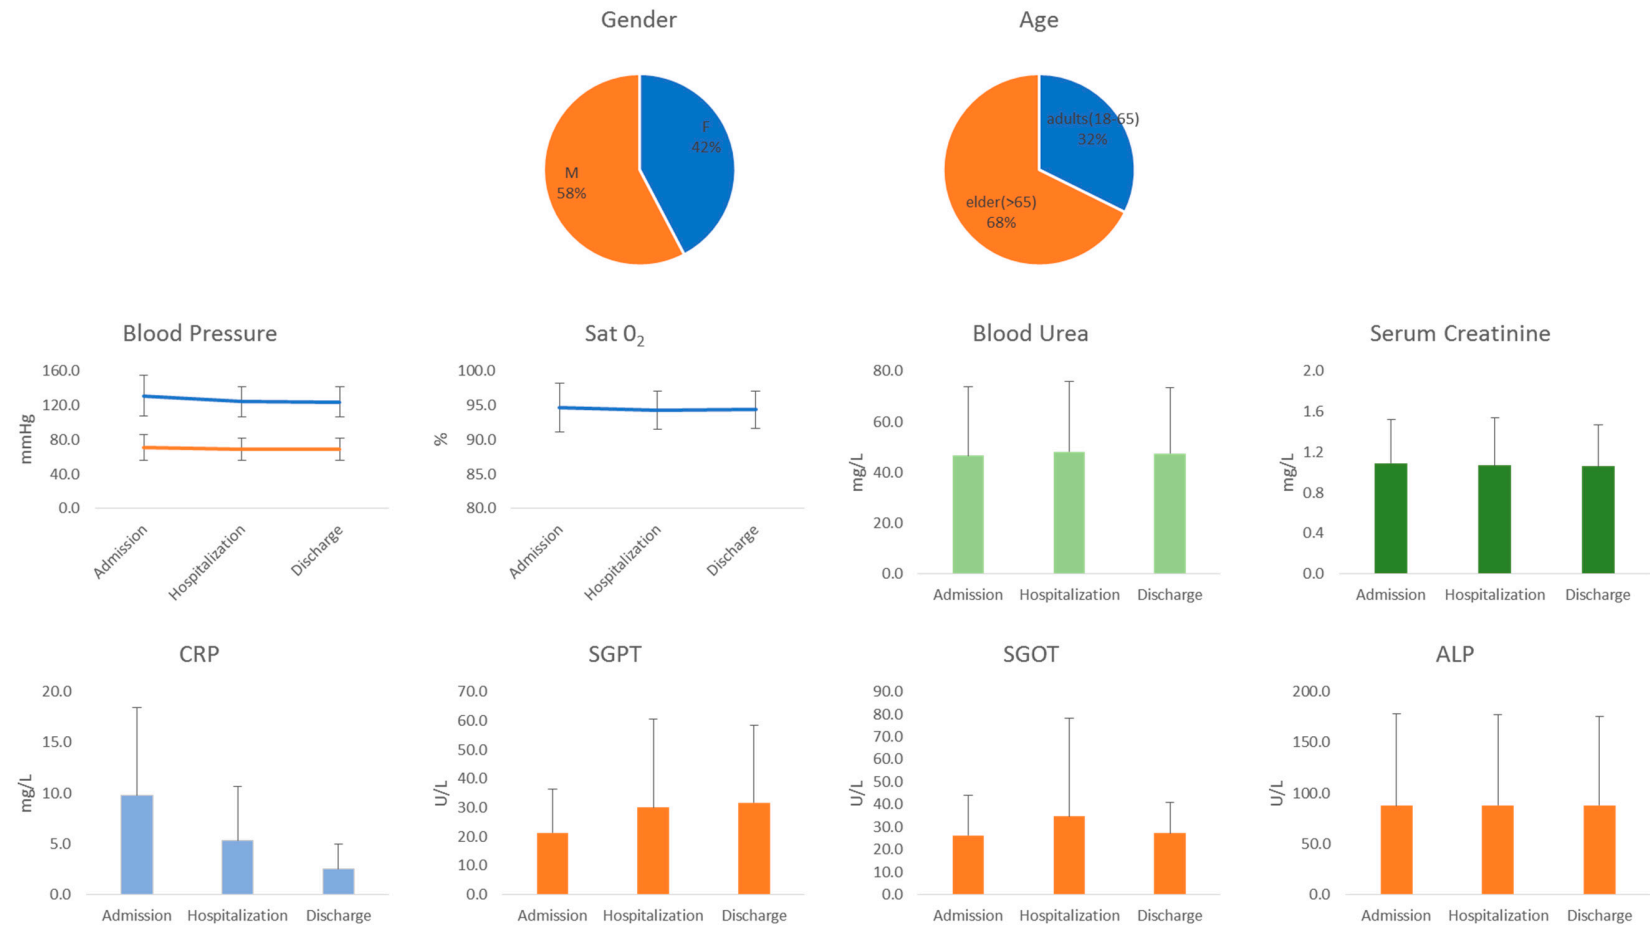 Gender
Age
F
42%
M
58%
adults(18-65)
32%
elder(>65)
68%
Blood Pressure
160.0
120.0
80.0
40.0
0.0
mmHg
Admission
Hospitalization
Discharge
Sat 0₂
100.0
95.0
90.0
85.0
80.0
%
Admission
Hospitalization
Discharge
Blood Urea
80.0
60.0
40.0
20.0
0.0
mg/L
Admission
Hospitalization
Discharge
Serum Creatinine
2.0
1.6
1.2
0.8
0.4
0.0
mg/L
Admission
Hospitalization
Discharge
CRP
20.0
15.0
10.0
5.0
0.0
mg/L
Admission
Hospitalization
Discharge
SGPT
70.0
60.0
50.0
40.0
30.0
20.0
10.0
0.0
U/L
Admission
Hospitalization
Discharge
SGOT
90.0
80.0
70.0
60.0
50.0
40.0
30.0
20.0
10.0
0.0
U/L
Admission
Hospitalization
Discharge
ALP
200.0
150.0
100.0
50.0
0.0
U/L
Admission
Hospitalization
Discharge